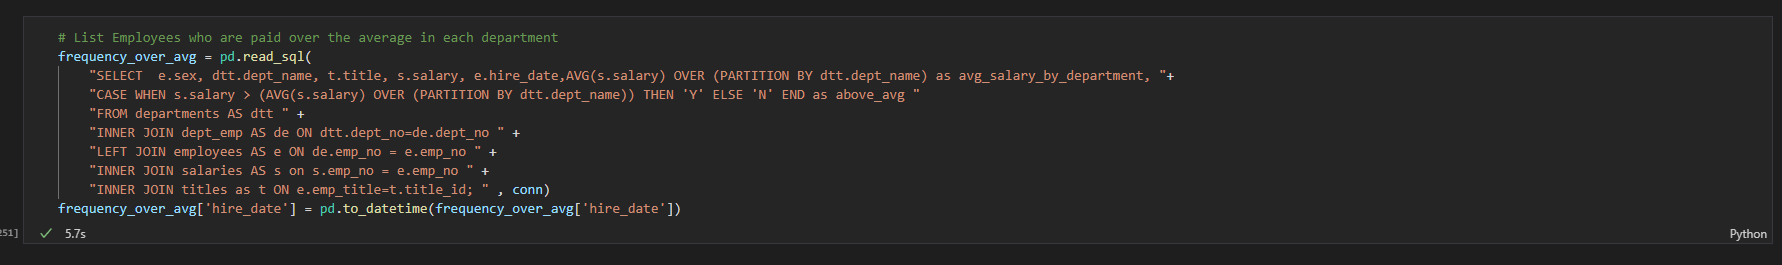 # List Employees who are paid over the average in each department
frequency_over_avg = pd.read_sql(
"SELECT  e.sex, dtt.dept_name, t.title, s.salary, e.hire_date,AVG(s.salary) OVER (PARTITION BY dtt.dept_name) as avg_salary_by_department, "+
"CASE WHEN s.salary > (AVG(s.salary) OVER (PARTITION BY dtt.dept_name)) THEN 'Y' ELSE 'N' END as above_avg "
"FROM departments AS dtt " +
"INNER JOIN dept_emp AS de ON dtt.dept_no=de.dept_no " +
"LEFT JOIN employees AS e ON de.emp_no = e.emp_no " +
"INNER JOIN salaries AS s on s.emp_no = e.emp_no " +
"INNER JOIN titles as t ON e.emp_title=t.title_id; " , conn)
frequency_over_avg['hire_date'] = pd.to_datetime(frequency_over_avg['hire_date'])
251] ✓ 5.7s Python